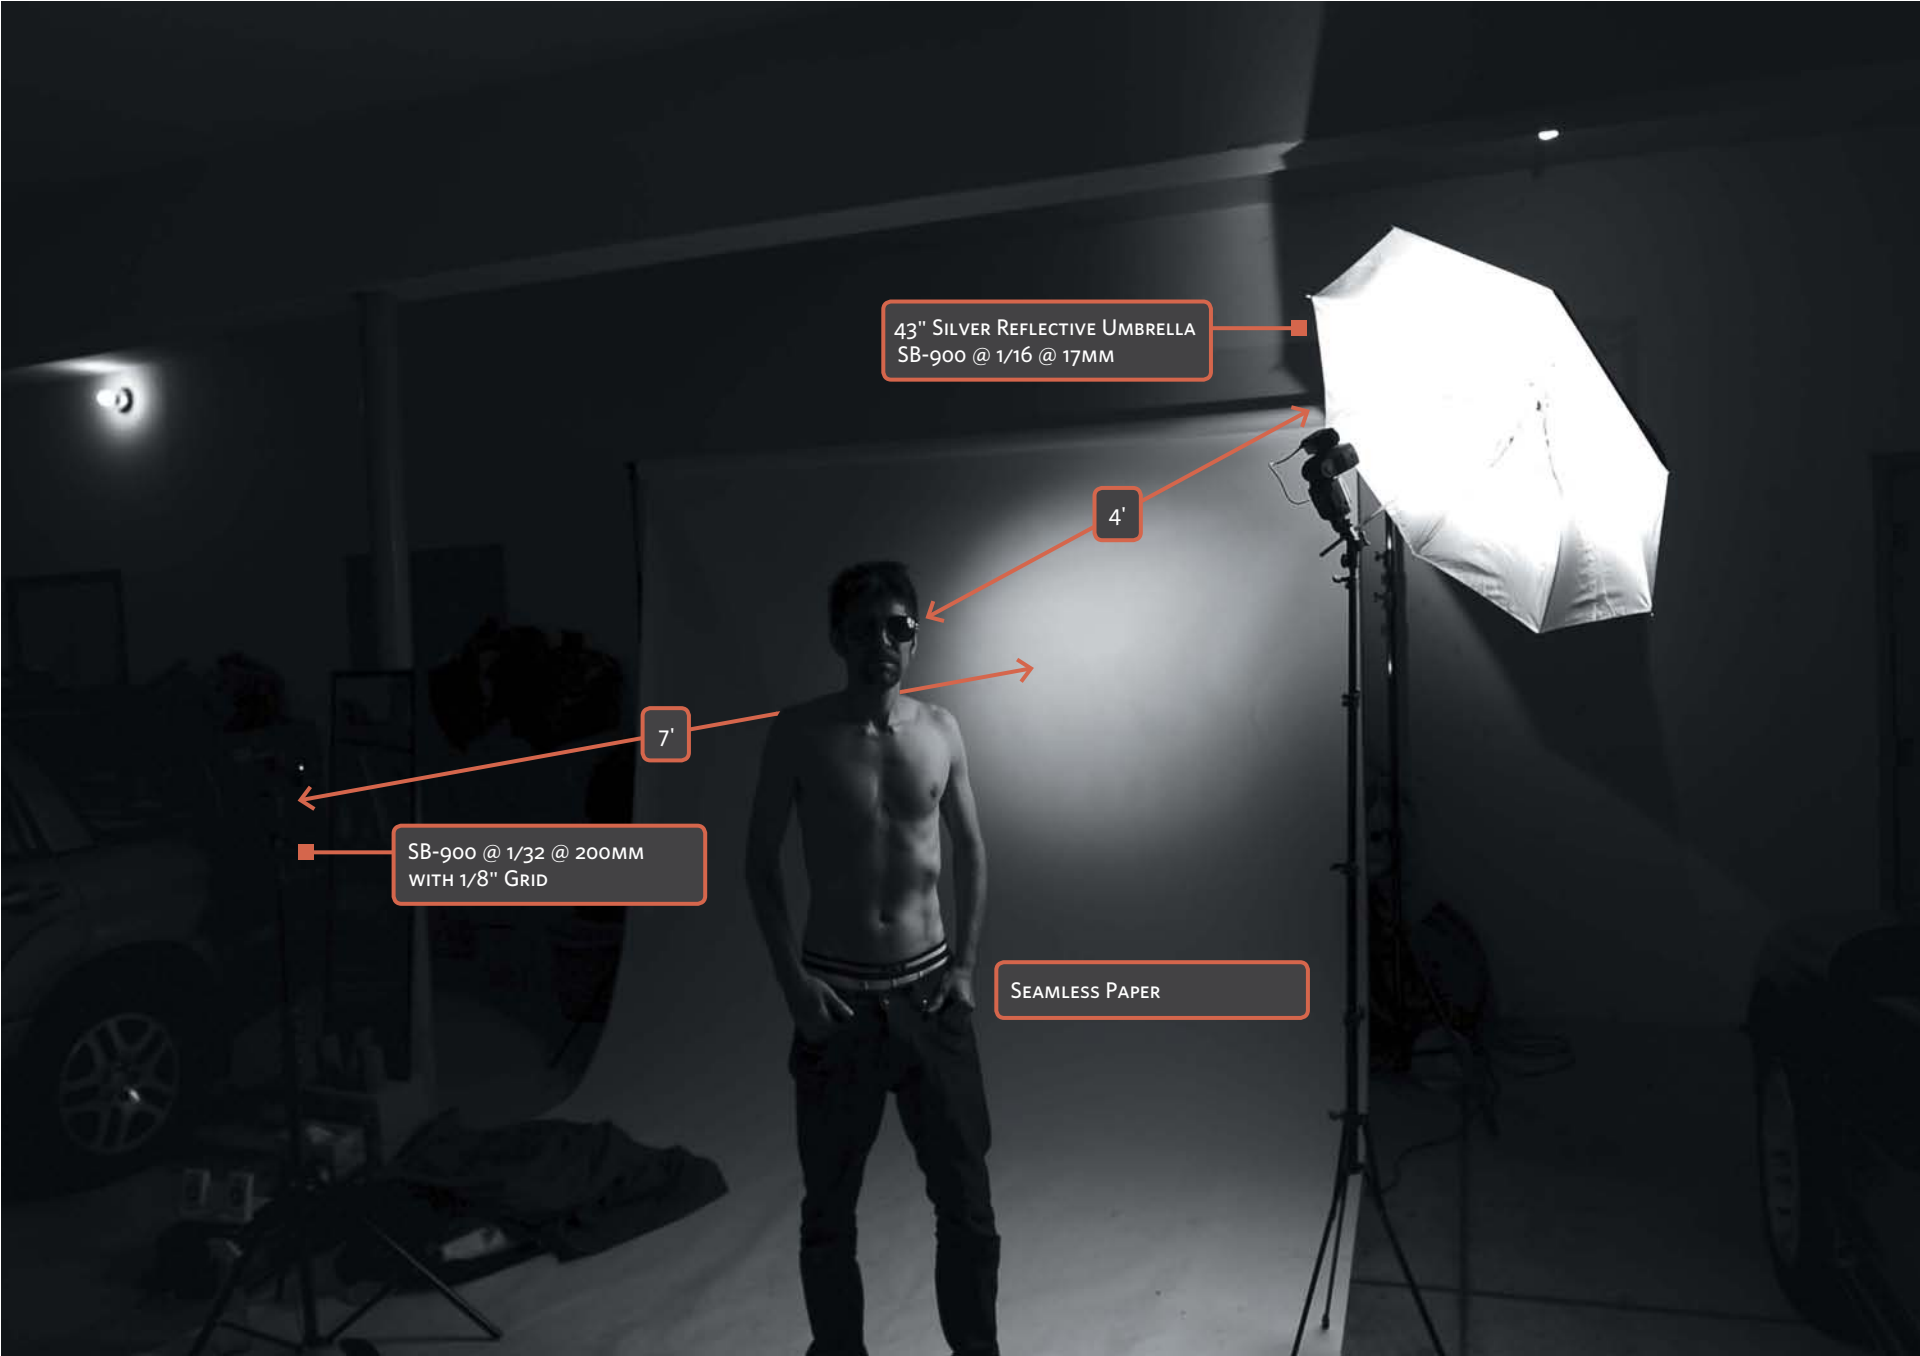 43" Silver Reflective Umbrella
SB-900 @ 1/16 @ 17mm
4'
7'
SB-900 @ 1/32 @ 200mm
with 1/8" Grid
Seamless Paper